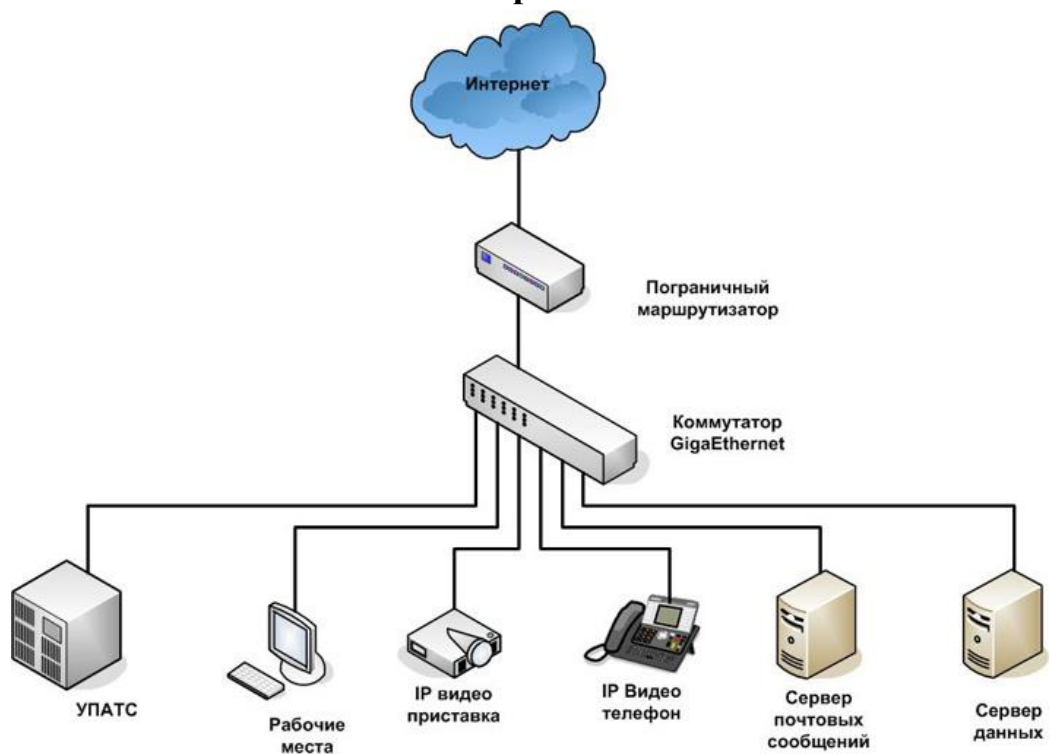 Интернет
Пограничный
маршрутизатор
Коммутатор
GigaEthernet
УПАТС
Рабочие
места
IP видео
приставка
IP Видео
телефон
Сервер
почтовых
сообщений
Сервер
данных